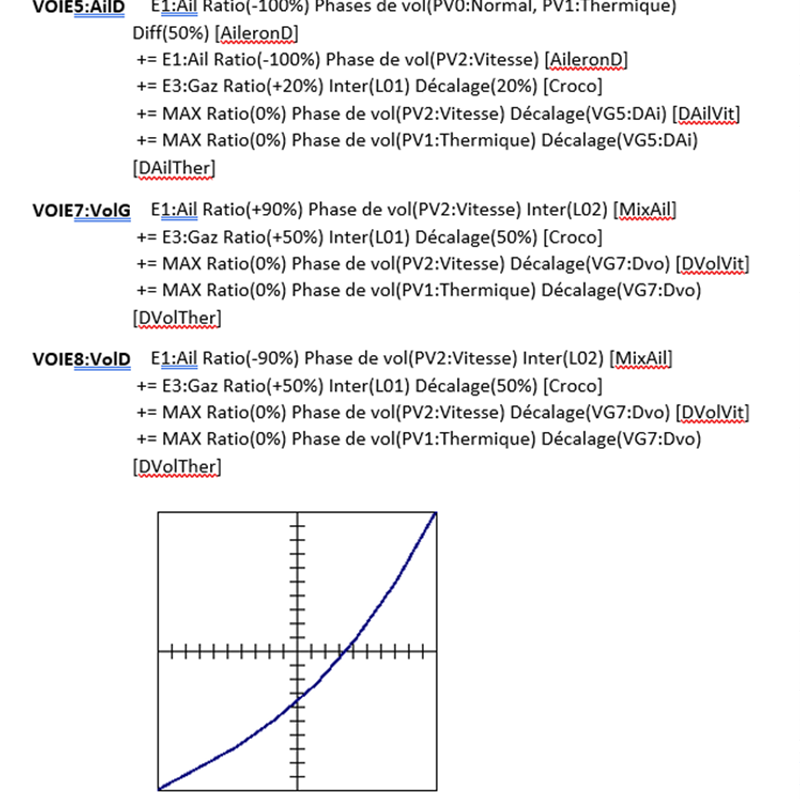 VOIE5:AilD E1:Ail Ratio(-100%) Phases de vol(PV0:Normal, PV1:Thermique)
Diff(50%) [AileronD]
+= E1:Ail Ratio(-100%) Phase de vol(PV2:Vitesse) [AileronD]
+= E3:Gaz Ratio(+20%) Inter(L01) Décalage(20%) [Croco]
+= MAX Ratio(0%) Phase de vol(PV2:Vitesse) Décalage(VG5:DAi) [DAilVit]
+= MAX Ratio(0%) Phase de vol(PV1:Thermique) Décalage(VG5:DAi)
[DAilTher]
VOIE7:VolG E1:Ail Ratio(+90%) Phase de vol(PV2:Vitesse) Inter(L02) [MixAil]
+= E3:Gaz Ratio(+50%) Inter(L01) Décalage(50%) [Croco]
+= MAX Ratio(0%) Phase de vol(PV2:Vitesse) Décalage(VG7:Dvo) [DVolVit]
+= MAX Ratio(0%) Phase de vol(PV1:Thermique) Décalage(VG7:Dvo)
[DVolTher]
VOIE8:VolD E1:Ail Ratio(-90%) Phase de vol(PV2:Vitesse) Inter(L02) [MixAil]
+= E3:Gaz Ratio(+50%) Inter(L01) Décalage(50%) [Croco]
+= MAX Ratio(0%) Phase de vol(PV2:Vitesse) Décalage(VG7:Dvo) [DVolVit]
+= MAX Ratio(0%) Phase de vol(PV1:Thermique) Décalage(VG7:Dvo)
[DVolTher]